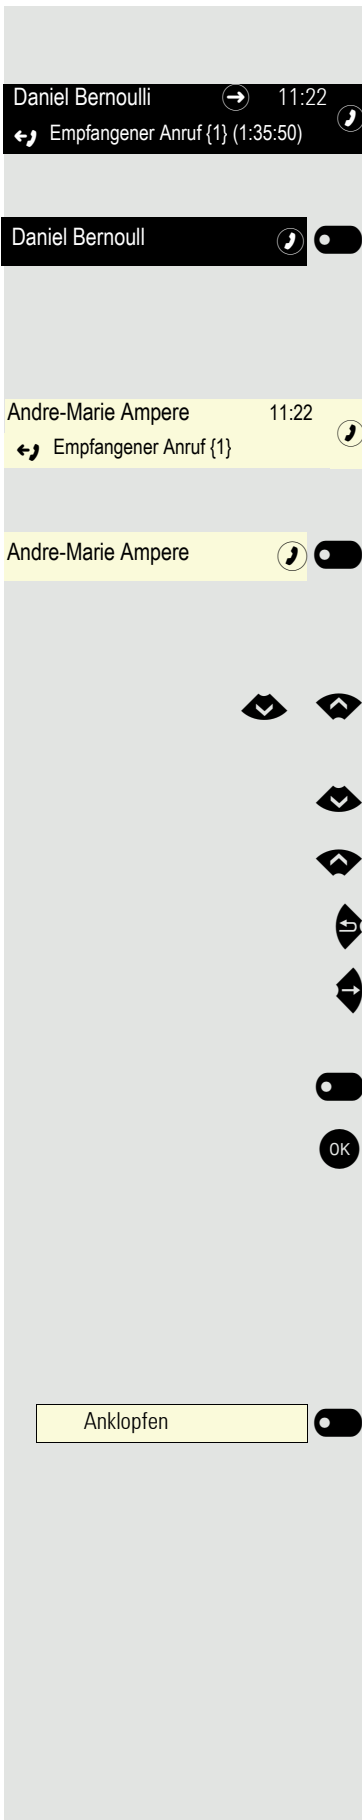 Daniel Bernoulli 11:22
Empfangener Anruf {1} (1:35:50)
Daniel Bernoull
Andre-Marie Ampere 11:22
Empfangener Anruf {1}
Andre-Marie Ampere
OK
Anklopfen